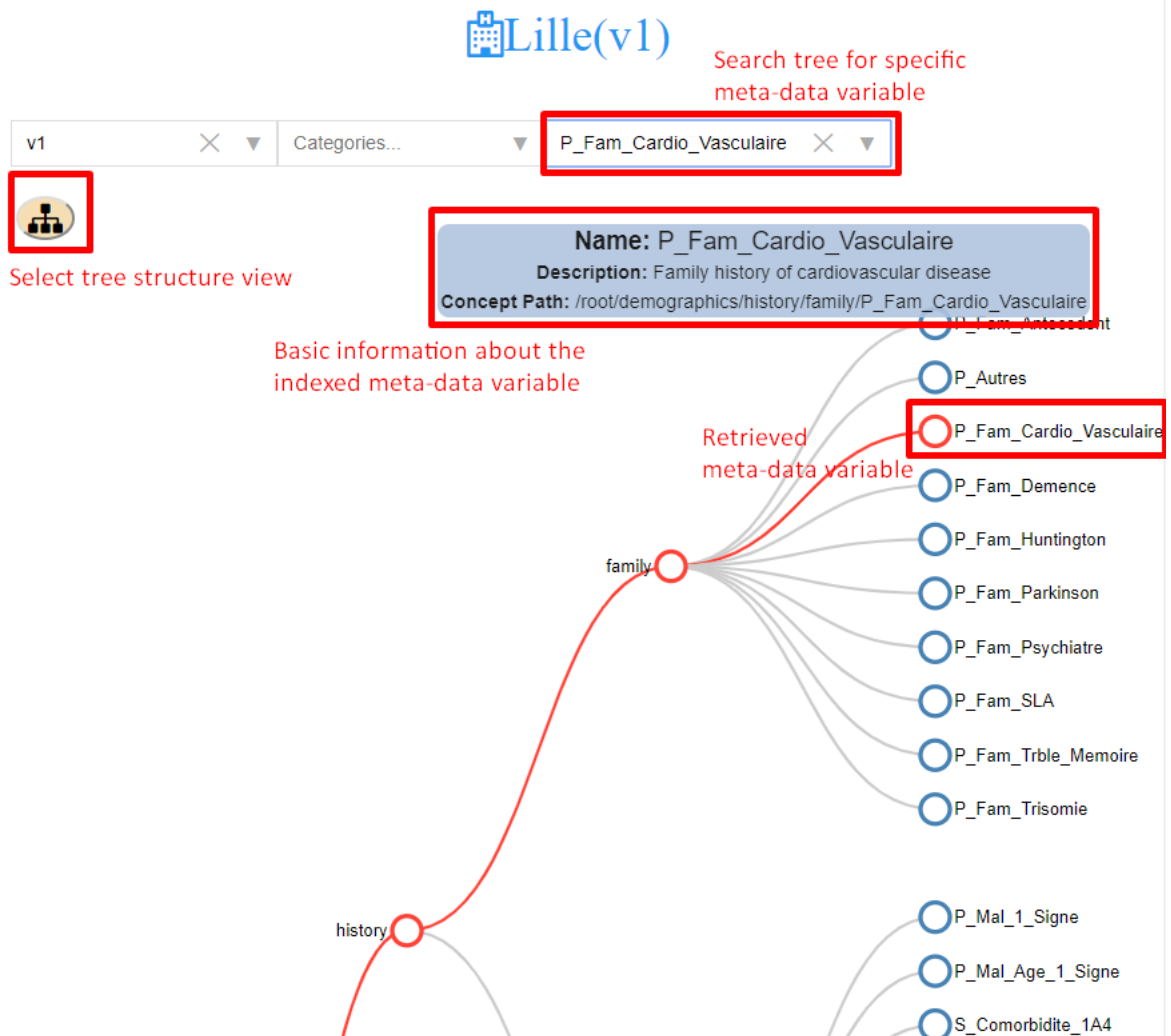 Lille(v1)
Search tree for specific
meta-data variable
v1
Categories...
P_Fam_Cardio_Vasculaire
Select tree structure view
Name: P_Fam_Cardio_Vasculaire
Description: Family history of cardiovascular disease
Concept Path: /root/demographics/history/family/P_Fam_Cardio_Vasculaire
P_Fam_Antecedent
Basic information about the
indexed meta-data variable
P_Autres
Retrieved
meta-data variable
P_Fam_Cardio_Vasculaire
P_Fam_Demence
P_Fam_Huntington
family
P_Fam_Parkinson
P_Fam_Psychiatre
P_Fam_SLA
P_Fam_Trble_Memoire
P_Fam_Trisomie
history
P_Mal_1_Signe
P_Mal_Age_1_Signe
S_Comorbidite_1A4